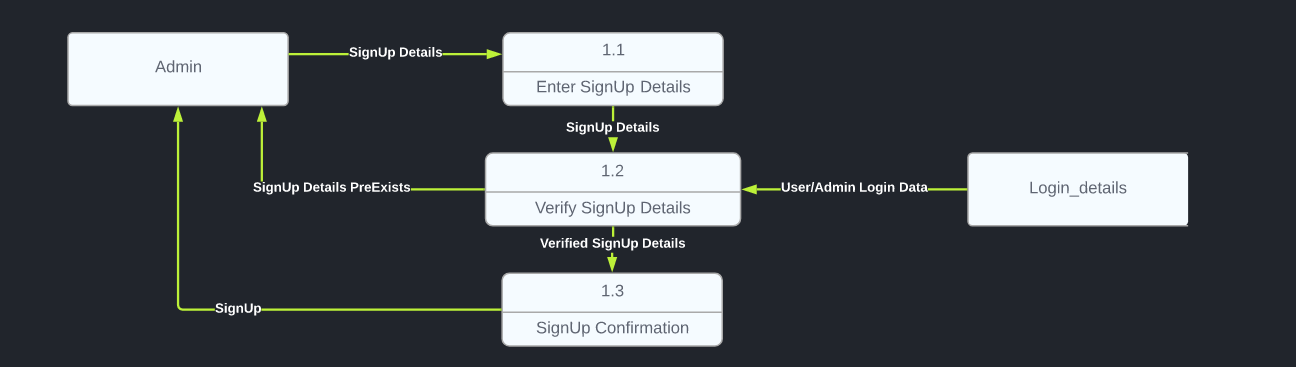 Admin
SignUp Details
1.1
Enter SignUp Details
SignUp Details
1.2
Verify SignUp Details
SignUp Details PreExists
User/Admin Login Data
Login_details
Verified SignUp Details
1.3
SignUp Confirmation
SignUp